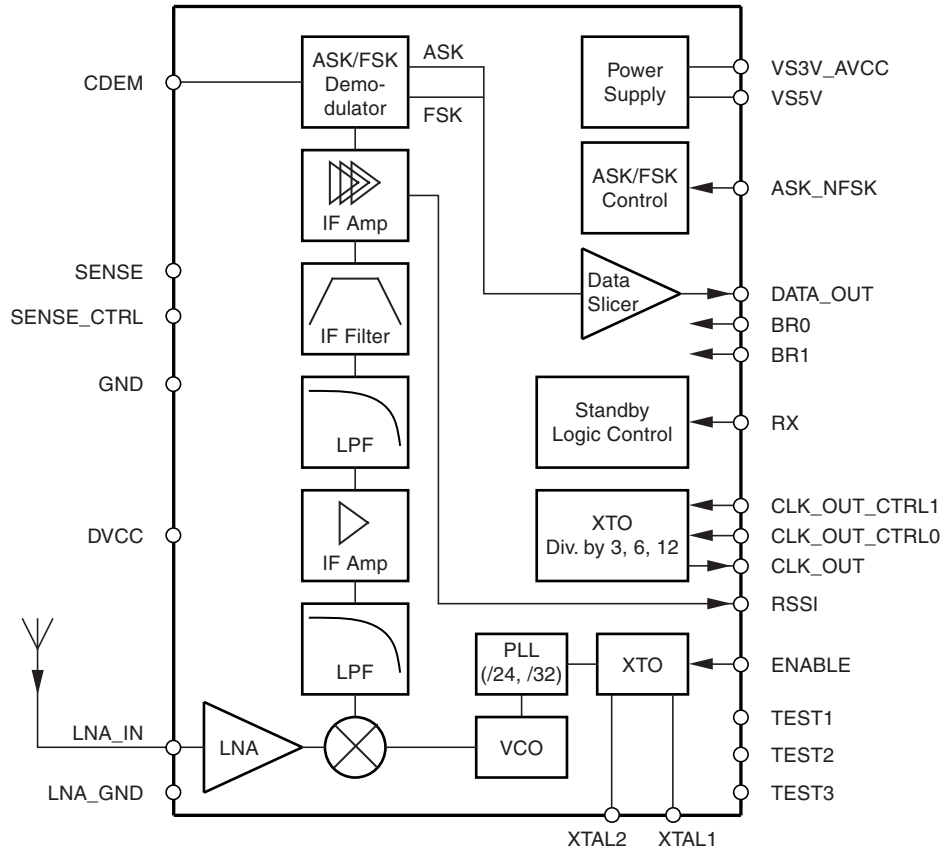 CDEM
SENSE
SENSE_CTRL
GND
DVCC
LNA_IN
LNA_GND
ASK/FSK
Demo-
dulator
ASK
FSK
IF Amp
IF Filter
LPF
IF Amp
LPF
LNA
Power
Supply
ASK/FSK
Control
Data
Slicer
Standby
Logic Control
XTO
Div. by 3, 6, 12
PLL
(/24, /32)
XTO
VCO
VS3V_AVCC
VS5V
ASK_NFSK
DATA_OUT
BR0
BR1
RX
CLK_OUT_CTRL1
CLK_OUT_CTRL0
CLK_OUT
RSSI
ENABLE
TEST1
TEST2
TEST3
XTAL2
XTAL1